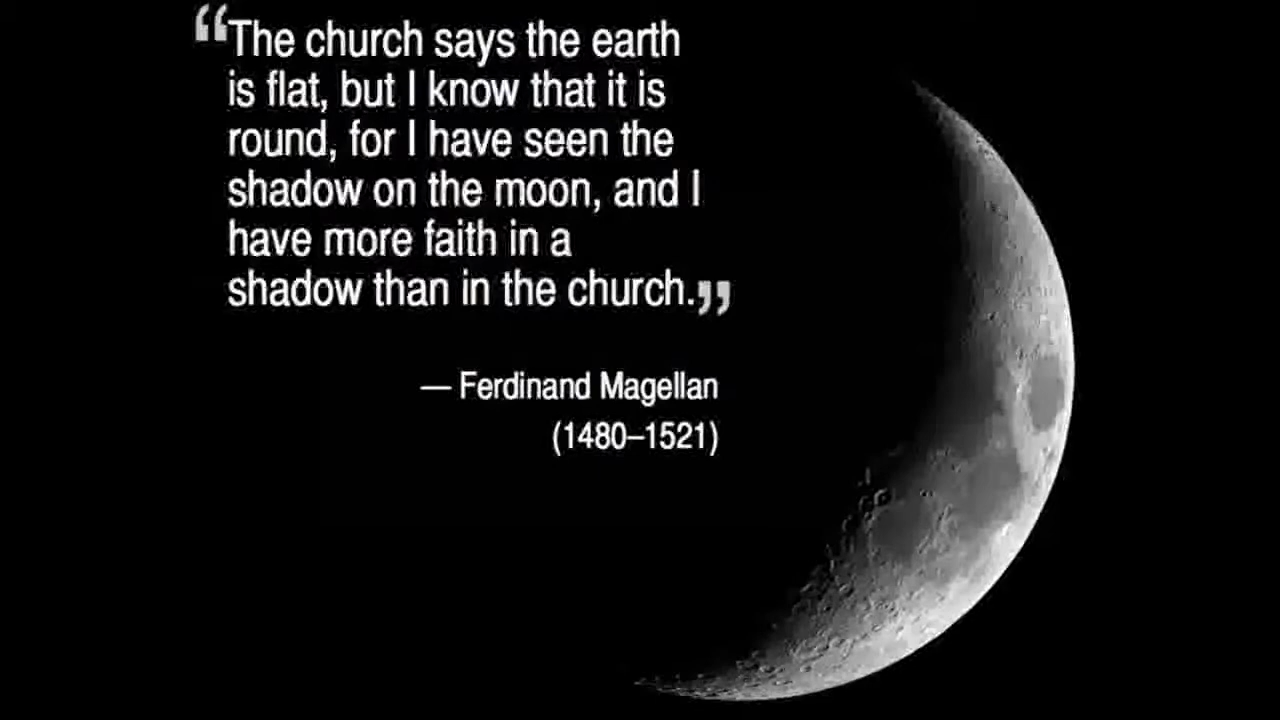 “The church says the earth
is flat, but I know that it is
round, for I have seen the
shadow on the moon, and I
have more faith in a
shadow than in the church.”
— Ferdinand Magellan
(1480–1521)